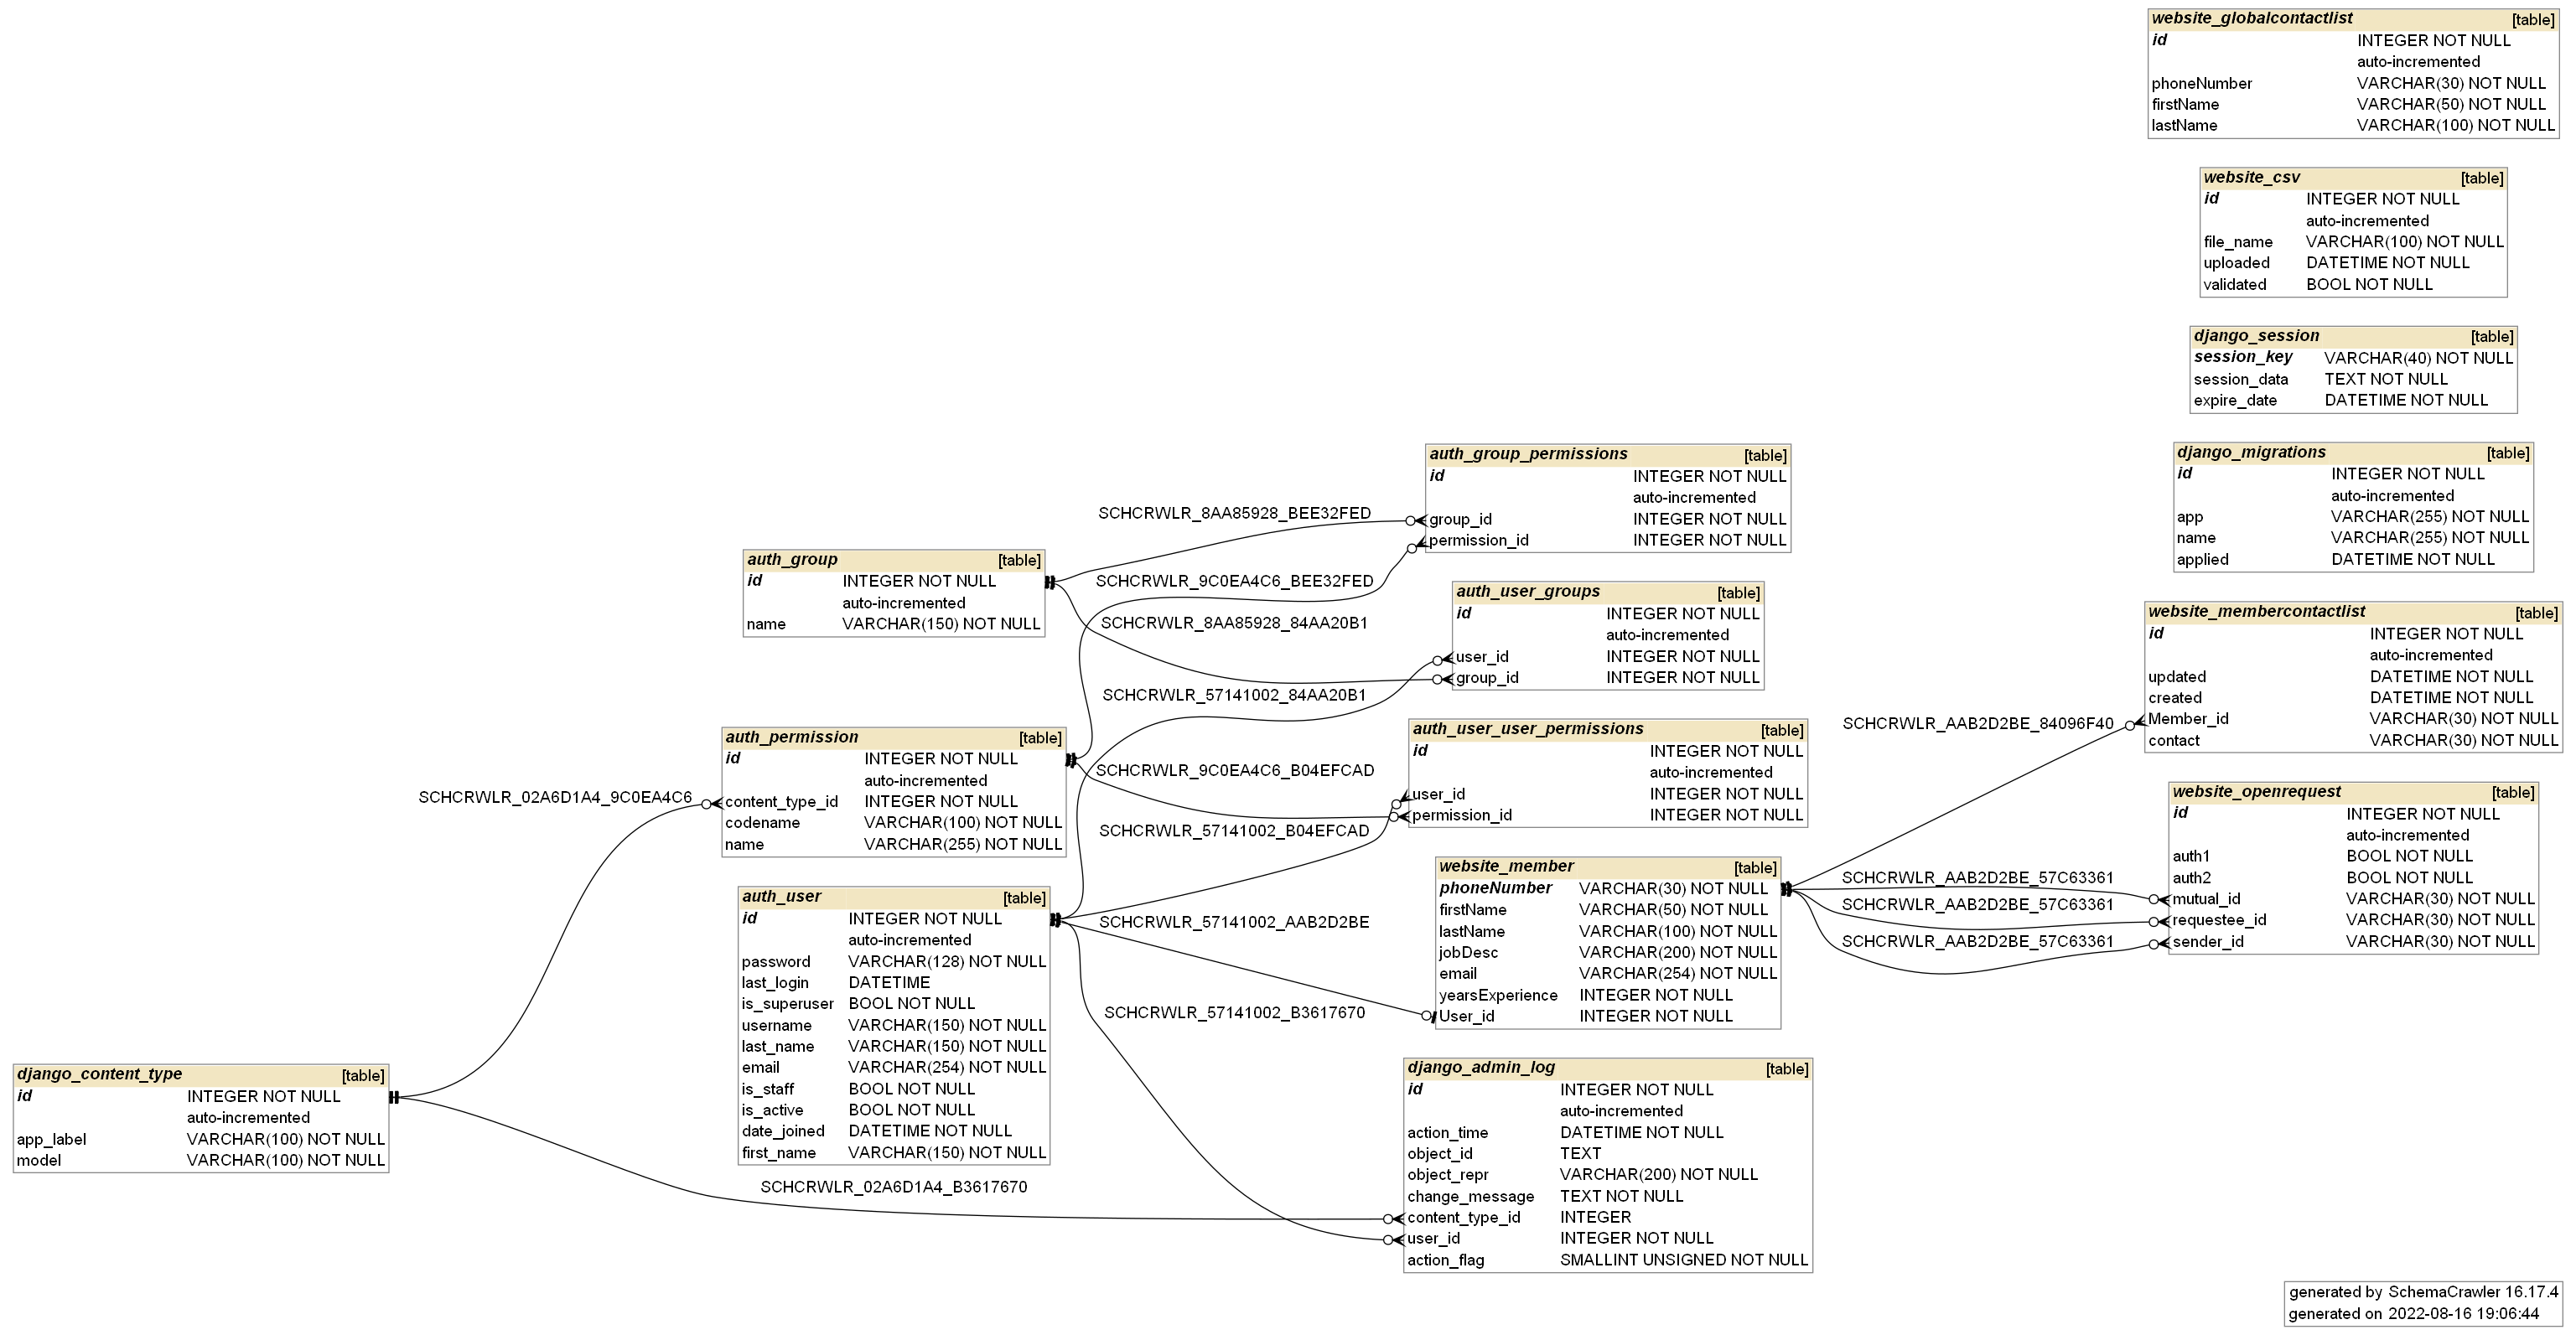 website_globalcontactlist [table]
id INTEGER NOT NULL
auto-incremented
phoneNumber VARCHAR(30) NOT NULL
firstName VARCHAR(50) NOT NULL
lastName VARCHAR(100) NOT NULL
website_csv [table]
id INTEGER NOT NULL
auto-incremented
file_name VARCHAR(100) NOT NULL
uploaded DATETIME NOT NULL
validated BOOL NOT NULL
django_session [table]
session_key VARCHAR(40) NOT NULL
session_data TEXT NOT NULL
expire_date DATETIME NOT NULL
django_migrations [table]
id INTEGER NOT NULL
auto-incremented
app VARCHAR(255) NOT NULL
name VARCHAR(255) NOT NULL
applied DATETIME NOT NULL
auth_group_permissions [table]
id INTEGER NOT NULL
auto-incremented
group_id INTEGER NOT NULL
permission_id INTEGER NOT NULL
SCHCRWLR_8AA85928_BEE32FED
SCHCRWLR_9C0EA4C6_BEE32FED
SCHCRWLR_8AA85928_84AA20B1
SCHCRWLR_57141002_84AA20B1
auth_group [table]
id INTEGER NOT NULL
auto-incremented
name VARCHAR(150) NOT NULL
auth_user_groups [table]
id INTEGER NOT NULL
auto-incremented
user_id INTEGER NOT NULL
group_id INTEGER NOT NULL
website_membercontactlist [table]
id INTEGER NOT NULL
auto-incremented
updated DATETIME NOT NULL
created DATETIME NOT NULL
Member_id VARCHAR(30) NOT NULL
contact VARCHAR(30) NOT NULL
SCHCRWLR_AAB2D2BE_84096F40
auth_user_user_permissions [table]
id INTEGER NOT NULL
auto-incremented
user_id INTEGER NOT NULL
permission_id INTEGER NOT NULL
SCHCRWLR_9C0EA4C6_B04EFCAD
SCHCRWLR_57141002_B04EFCAD
auth_permission [table]
id INTEGER NOT NULL
auto-incremented
content_type_id INTEGER NOT NULL
codename VARCHAR(100) NOT NULL
name VARCHAR(255) NOT NULL
SCHCRWLR_02A6D1A4_9C0EA4C6
website_openrequest [table]
id INTEGER NOT NULL
auto-incremented
auth1 BOOL NOT NULL
auth2 BOOL NOT NULL
mutual_id VARCHAR(30) NOT NULL
requestee_id VARCHAR(30) NOT NULL
sender_id VARCHAR(30) NOT NULL
SCHCRWLR_AAB2D2BE_57C63361
SCHCRWLR_AAB2D2BE_57C63361
SCHCRWLR_AAB2D2BE_57C63361
website_member [table]
phoneNumber VARCHAR(30) NOT NULL
firstName VARCHAR(50) NOT NULL
lastName VARCHAR(100) NOT NULL
jobDesc VARCHAR(200) NOT NULL
email VARCHAR(254) NOT NULL
yearsExperience INTEGER NOT NULL
User_id INTEGER NOT NULL
SCHCRWLR_57141002_AAB2D2BE
SCHCRWLR_57141002_B3617670
auth_user [table]
id INTEGER NOT NULL
auto-incremented
password VARCHAR(128) NOT NULL
last_login DATETIME
is_superuser BOOL NOT NULL
username VARCHAR(150) NOT NULL
last_name VARCHAR(150) NOT NULL
email VARCHAR(254) NOT NULL
is_staff BOOL NOT NULL
is_active BOOL NOT NULL
date_joined DATETIME NOT NULL
first_name VARCHAR(150) NOT NULL
django_content_type [table]
id INTEGER NOT NULL
auto-incremented
app_label VARCHAR(100) NOT NULL
model VARCHAR(100) NOT NULL
SCHCRWLR_02A6D1A4_B3617670
django_admin_log [table]
id INTEGER NOT NULL
auto-incremented
action_time DATETIME NOT NULL
object_id TEXT
object_repr VARCHAR(200) NOT NULL
change_message TEXT NOT NULL
content_type_id INTEGER
user_id INTEGER NOT NULL
action_flag SMALLINT UNSIGNED NOT NULL
generated by SchemaCrawler 16.17.4
generated on 2022-08-16 19:06:44